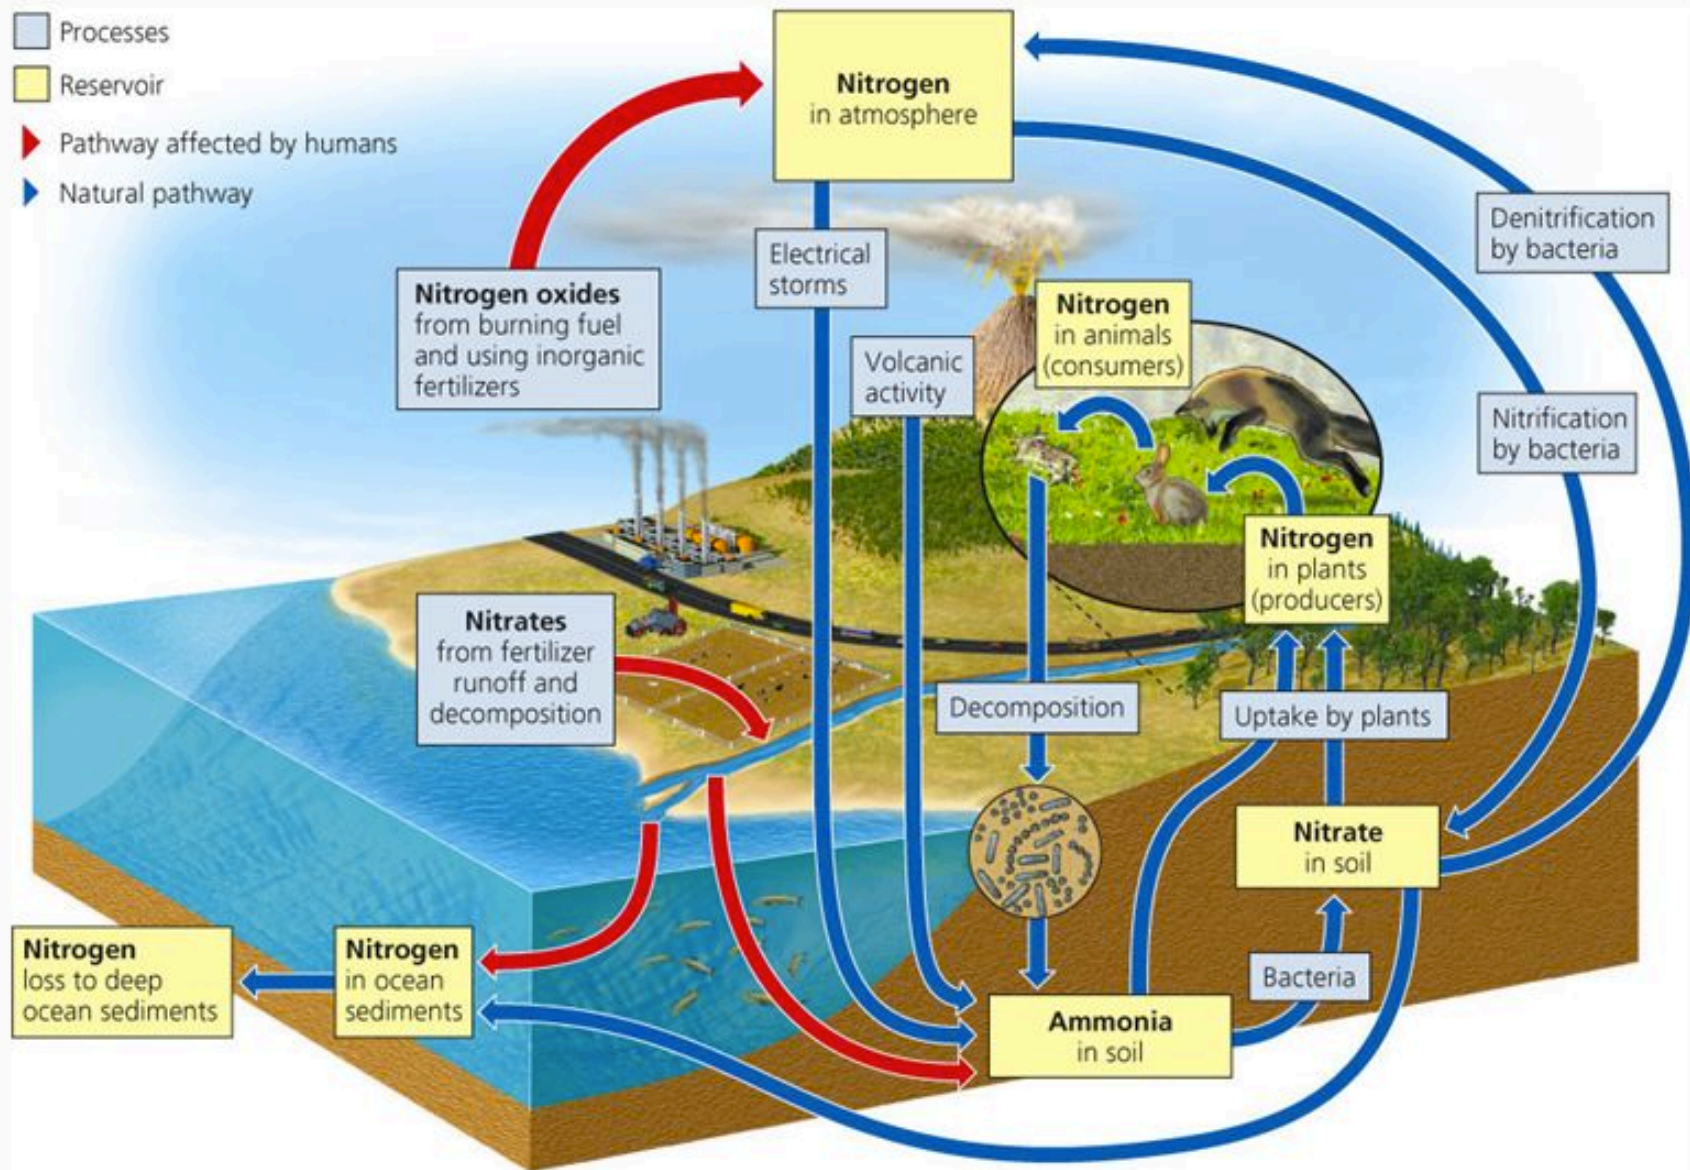 Processes
Reservoir
Pathway affected by humans
Natural pathway
Nitrogen
in atmosphere
Denitrification
by bacteria
Electrical
storms
Nitrogen oxides
from burning fuel
and using inorganic
fertilizers
Nitrogen
in animals
(consumers)
Volcanic
activity
Nitrification
by bacteria
Nitrogen
in plants
(producers)
Nitrates
from fertilizer
runoff and
decomposition
Decomposition
Uptake by plants
Nitrate
in soil
Nitrogen
loss to deep
ocean sediments
Nitrogen
in ocean
sediments
Bacteria
Ammonia
in soil